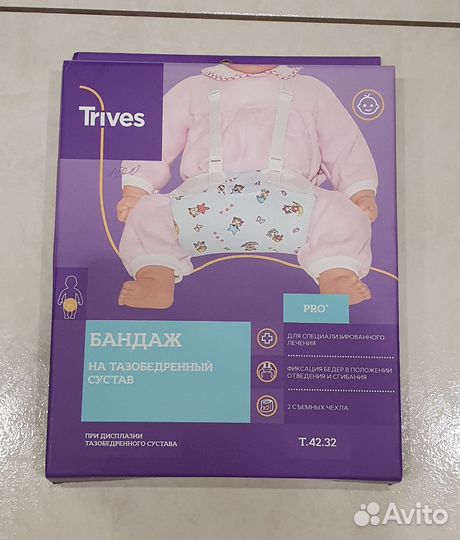 Trives
PRO+
БАНДАЖ
НА ТАЗОБЕДРЕННЫЙ
СУСТАВ
ДЛЯ СПЕЦИАЛИЗИРОВАННОГО
ЛЕЧЕНИЯ
ФИКСАЦИЯ БЕДЕР В ПОЛОЖЕНИИ
ОТВЕДЕНИЯ И СГИБАНИЯ
x2
2 СЪЕМНЫХ ЧЕХЛА
ПРИ ДИСПЛАЗИИ
ТАЗОБЕДРЕННОГО СУСТАВА
Т.42.32
Avito